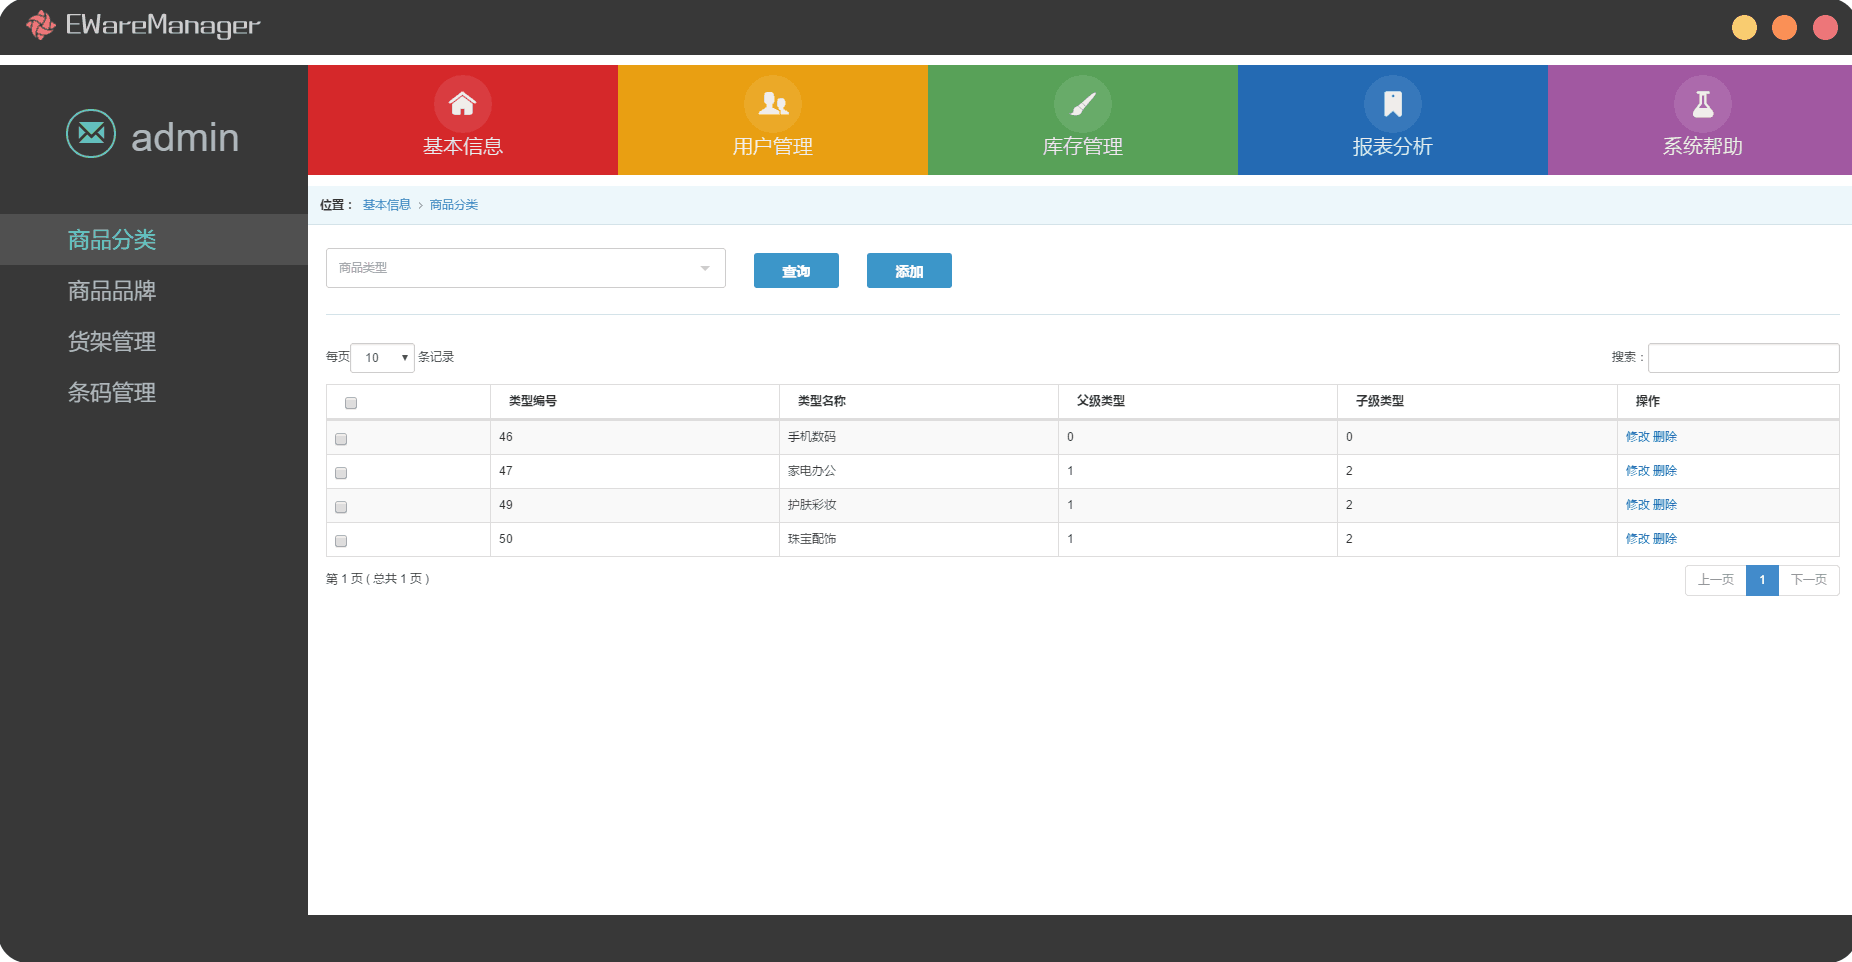 EWareManager
admin
基本信息 用户管理 库存管理 报表分析 系统帮助
位置： 基本信息 › 商品分类
商品分类
商品品牌
货架管理
条码管理
商品类型 查询 添加
每页 10 条记录 搜索：
类型编号 类型名称 父级类型 子级类型 操作
46 手机数码 0 0 修改 删除
47 家电办公 1 2 修改 删除
49 护肤彩妆 1 2 修改 删除
50 珠宝配饰 1 2 修改 删除
第 1 页 ( 总共 1 页 ) 上一页 1 下一页